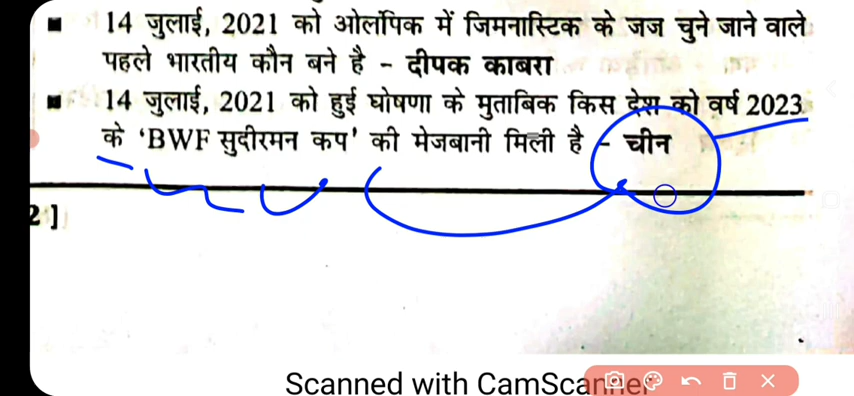 ▪ 14 जुलाई, 2021 को ओलंपिक में जिमनास्टिक के जज चुने जाने वाले
पहले भारतीय कौन बने है - दीपक काबरा
▪ 14 जुलाई, 2021 को हुई घोषणा के मुताबिक किस देश को वर्ष 2023
के ‘BWF सुदीरमन कप’ की मेजबानी मिली है - चीन
2 ]
Scanned with CamScanner